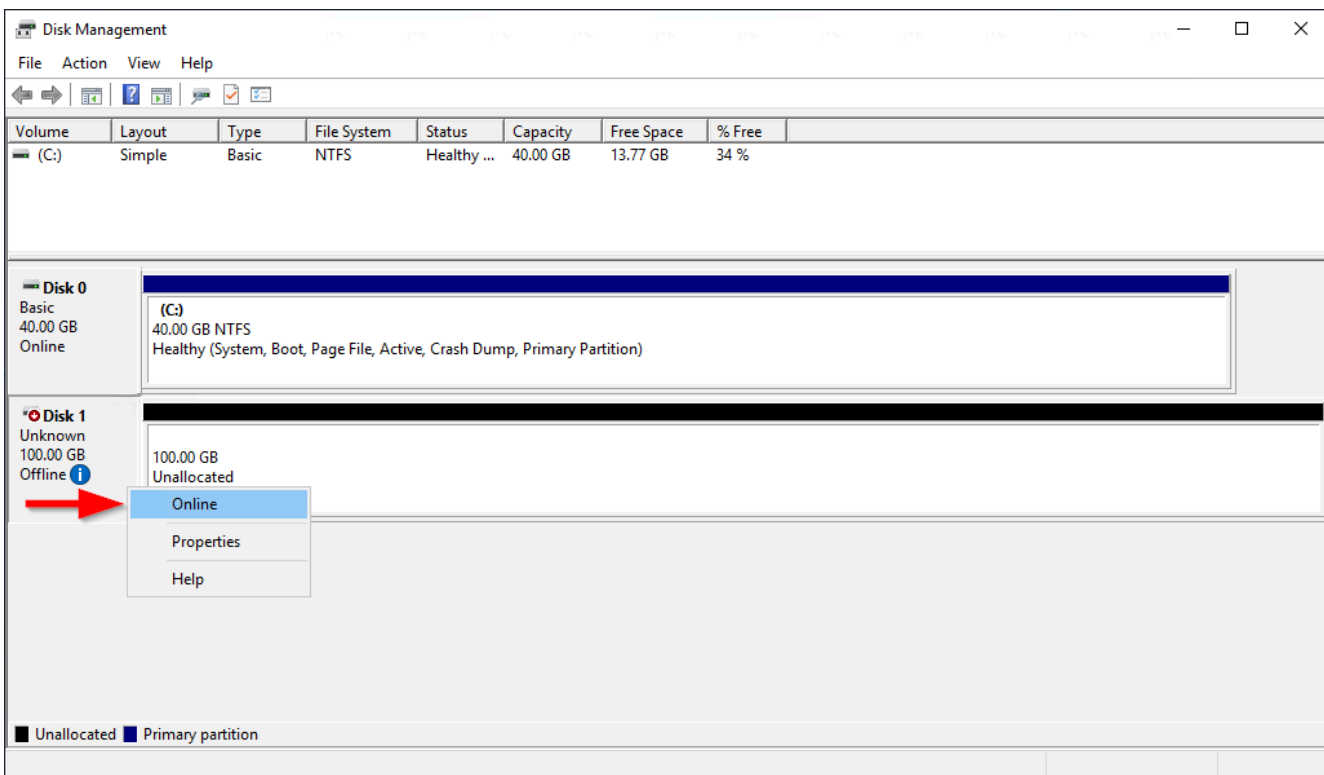 Disk Management
File Action View Help
Volume Layout Type File System Status Capacity Free Space % Free
(C:) Simple Basic NTFS Healthy ... 40.00 GB 13.77 GB 34 %
Disk 0
Basic
40.00 GB
Online
(C:)
40.00 GB NTFS
Healthy (System, Boot, Page File, Active, Crash Dump, Primary Partition)
Disk 1
Unknown
100.00 GB
Offline
100.00 GB
Unallocated
Online
Properties
Help
Unallocated Primary partition